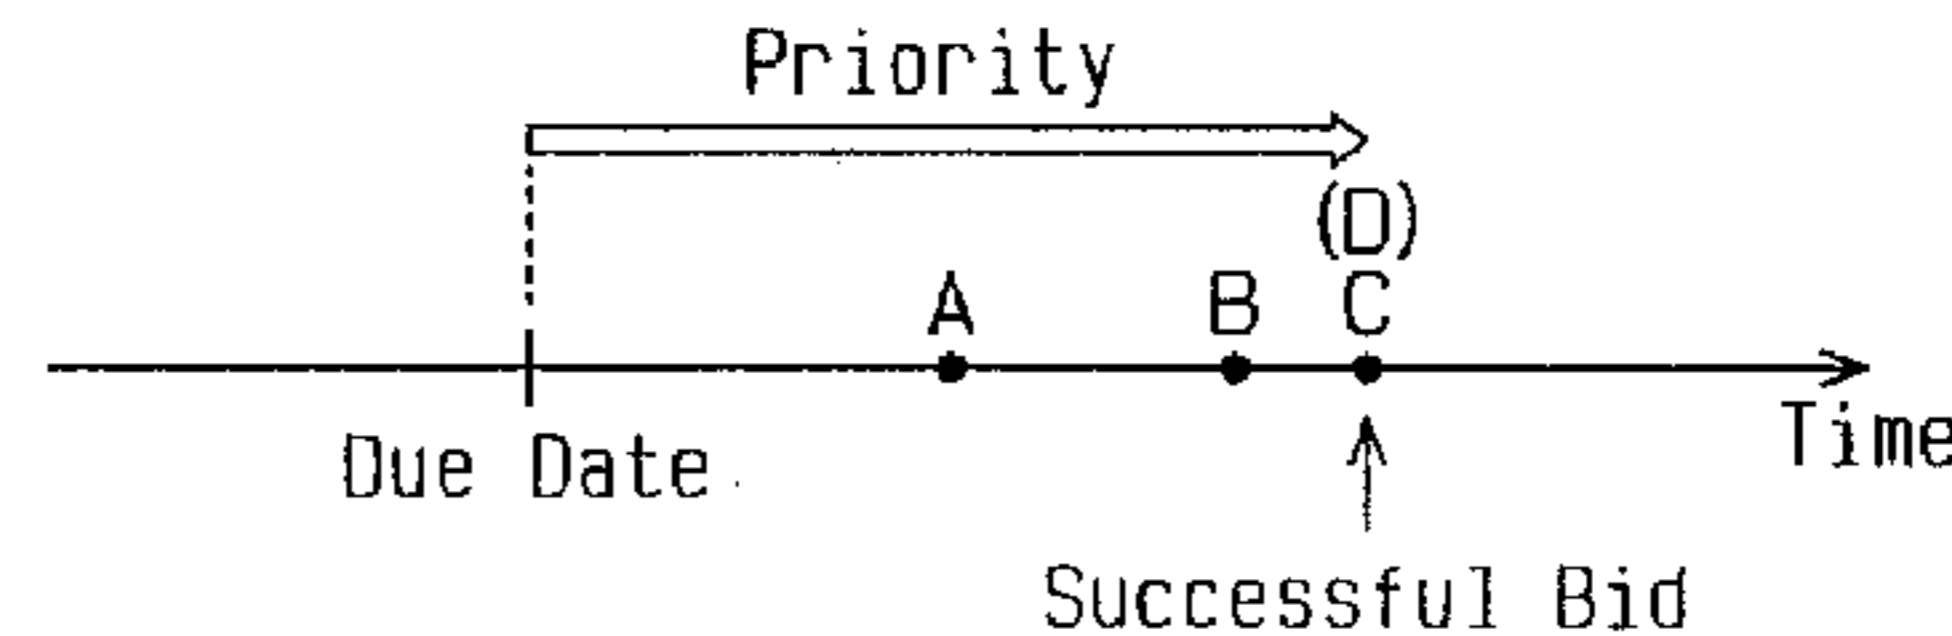 Priority
(D)
A B C
Due Date
Time
Successful Bid